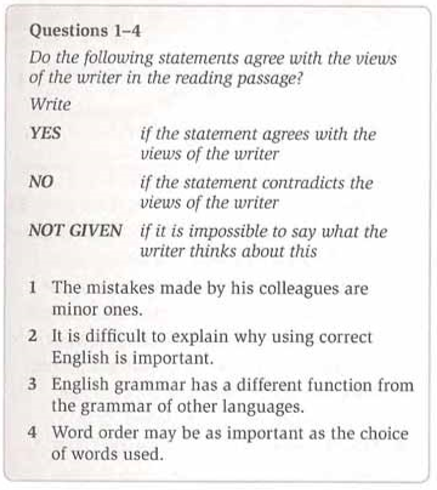 Questions 1–4
Do the following statements agree with the views
of the writer in the reading passage?
Write
YES if the statement agrees with the
views of the writer
NO if the statement contradicts the
views of the writer
NOT GIVEN if it is impossible to say what the
writer thinks about this
1 The mistakes made by his colleagues are
minor ones.
2 It is difficult to explain why using correct
English is important.
3 English grammar has a different function from
the grammar of other languages.
4 Word order may be as important as the choice
of words used.